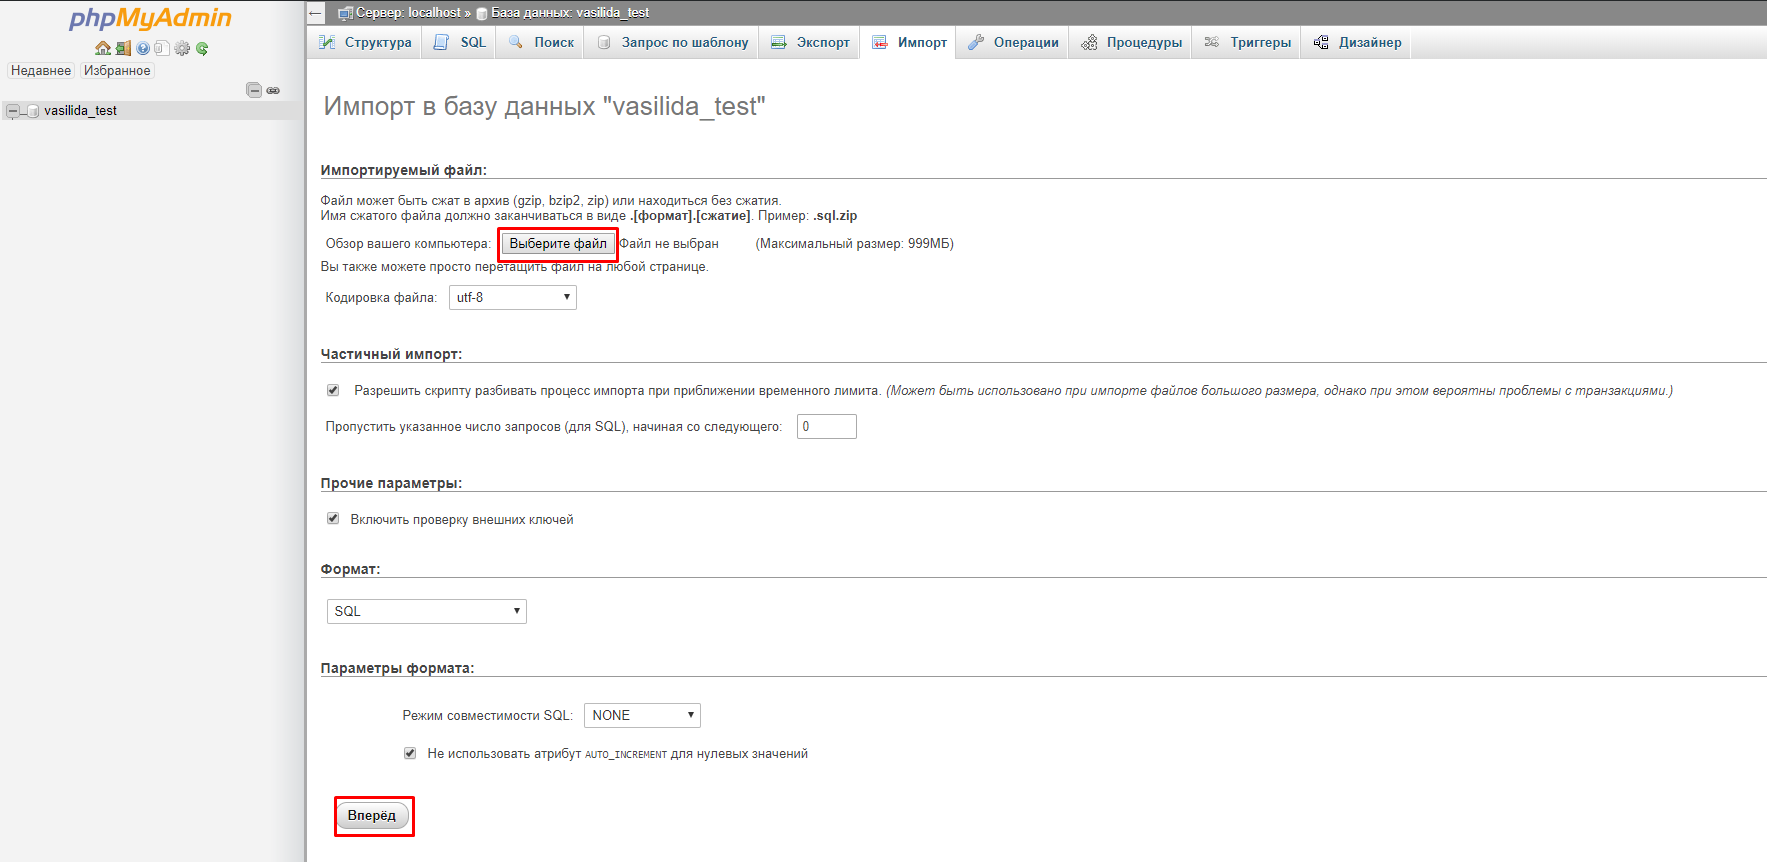 phpMyAdmin
Недавнее Избранное
vasilida_test
Сервер: localhost » База данных: vasilida_test
Структура SQL Поиск Запрос по шаблону Экспорт Импорт Операции Процедуры Триггеры Дизайнер
Импорт в базу данных "vasilida_test"
Импортируемый файл:
Файл может быть сжат в архив (gzip, bzip2, zip) или находиться без сжатия.
Имя сжатого файла должно заканчиваться в виде .[формат].[сжатие]. Пример: .sql.zip
Обзор вашего компьютера: Выберите файл Файл не выбран (Максимальный размер: 999МБ)
Вы также можете просто перетащить файл на любой странице.
Кодировка файла: utf-8
Частичный импорт:
Разрешить скрипту разбивать процесс импорта при приближении временного лимита. (Может быть использовано при импорте файлов большого размера, однако при этом вероятны проблемы с транзакциями.)
Пропустить указанное число запросов (для SQL), начиная со следующего: 0
Прочие параметры:
Включить проверку внешних ключей
Формат:
SQL
Параметры формата:
Режим совместимости SQL: NONE
Не использовать атрибут AUTO_INCREMENT для нулевых значений
Вперёд